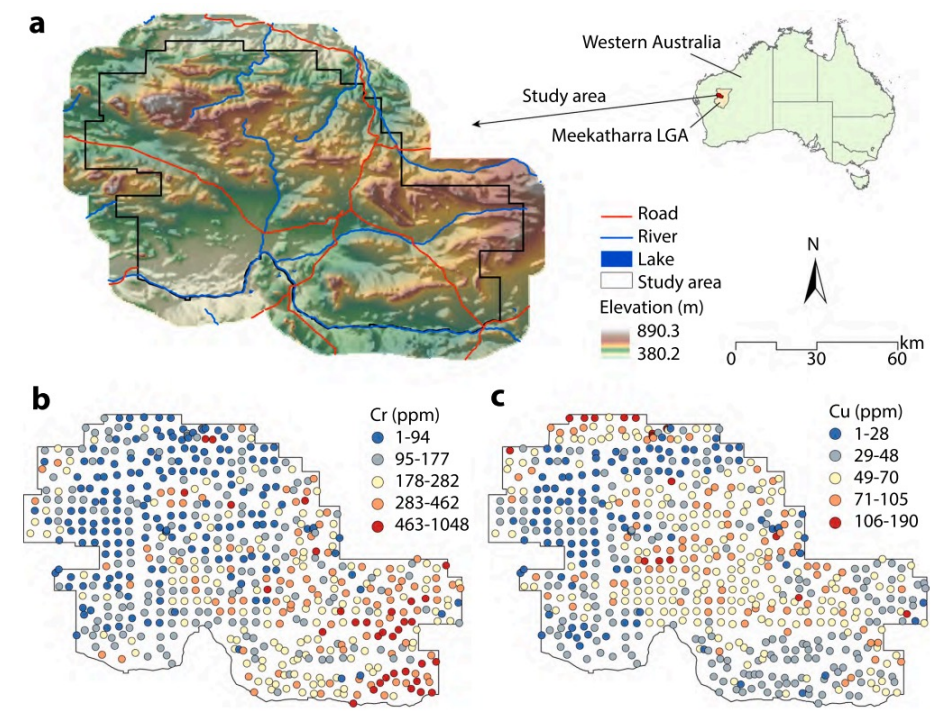 a
Western Australia
Study area
Meekatharra LGA
Road
River
Lake
Study area
Elevation (m)
890.3
380.2
N
km
0 30 60
b
Cr (ppm)
1-94
95-177
178-282
283-462
463-1048
c
Cu (ppm)
1-28
29-48
49-70
71-105
106-190